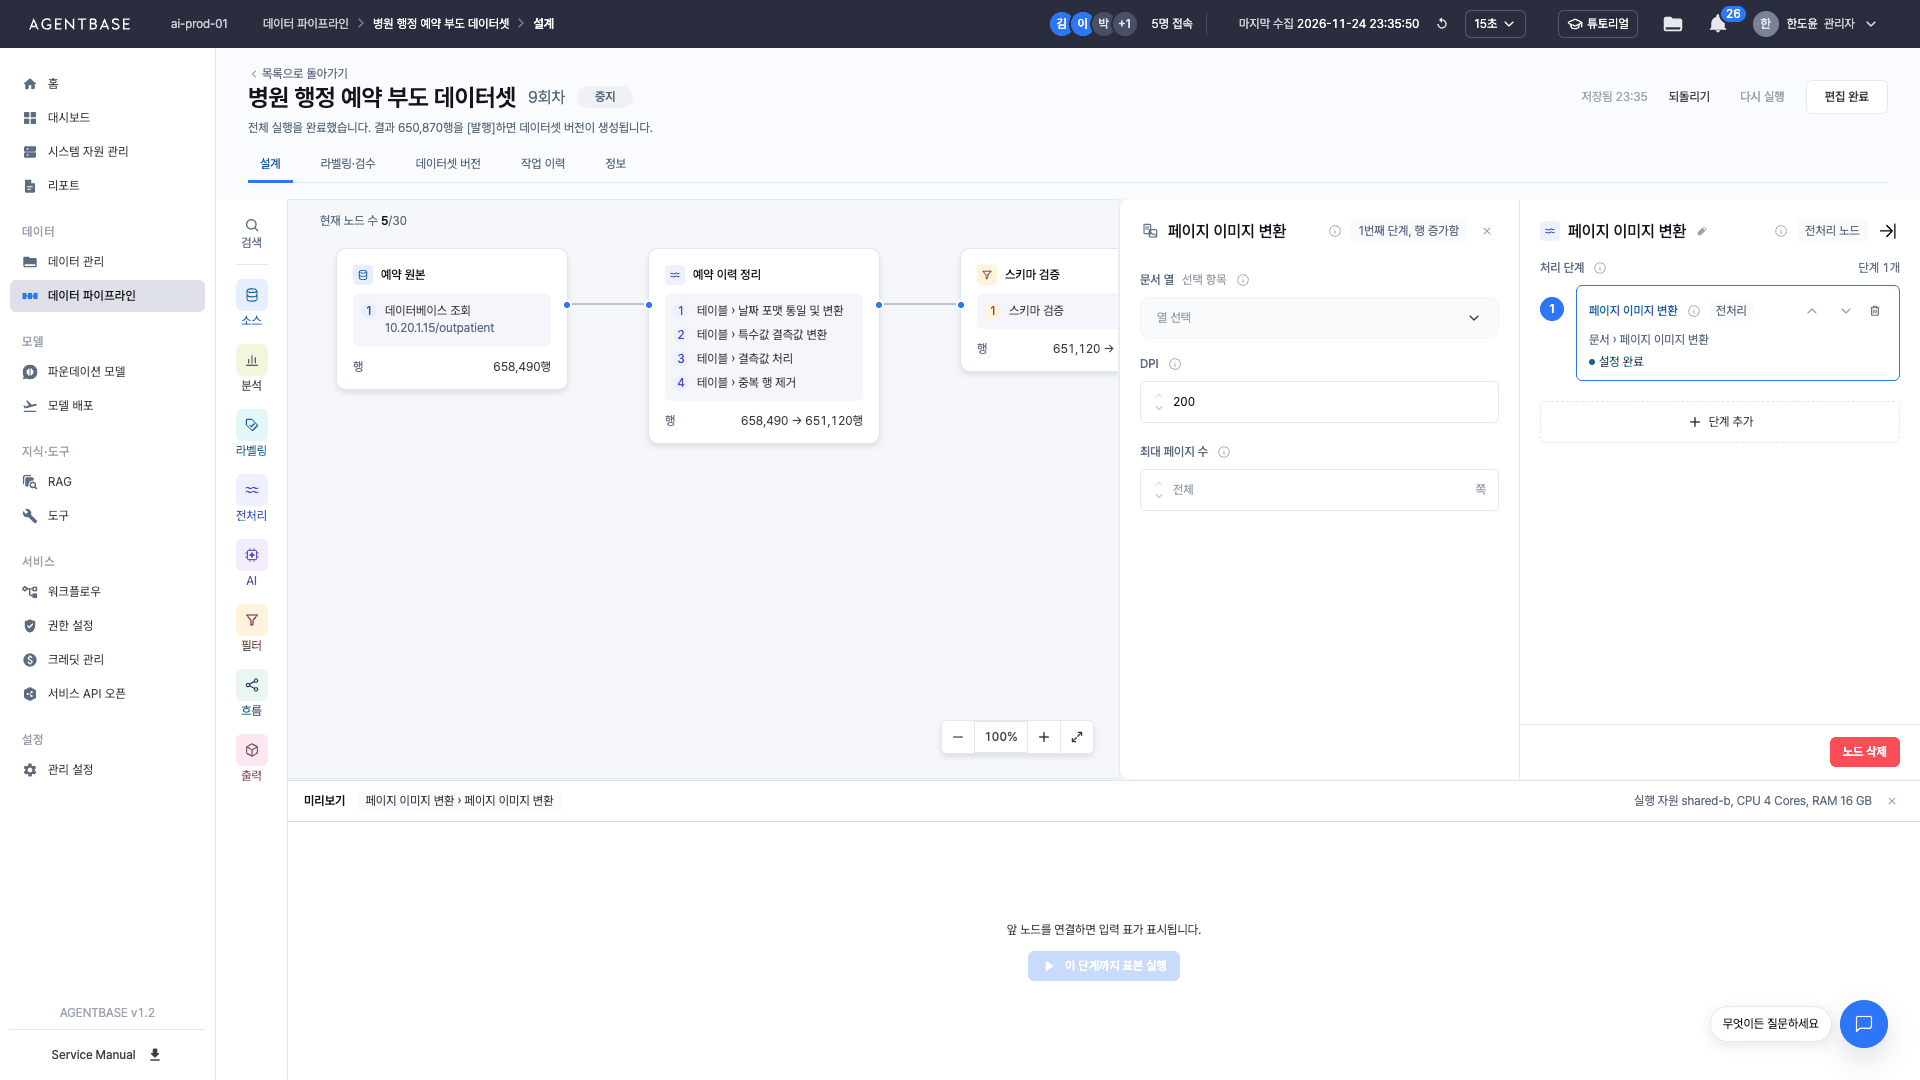 AGENTBASE
ai-prod-01
데이터 파이프라인 > 병원 행정 예약 부도 데이터셋 > 설계
김 이 박 +1 5명 접속
마지막 수집 2026-11-24 23:35:50
15초
튜토리얼
26
한 한도윤 관리자
홈
대시보드
시스템 자원 관리
리포트
데이터
데이터 관리
데이터 파이프라인
모델
파운데이션 모델
모델 배포
지식·도구
RAG
도구
서비스
워크플로우
권한 설정
크레딧 관리
서비스 API 오픈
설정
관리 설정
AGENTBASE v1.2
Service Manual
목록으로 돌아가기
병원 행정 예약 부도 데이터셋 9회차 중지
전체 실행을 완료했습니다. 결과 650,870행을 [발행]하면 데이터셋 버전이 생성됩니다.
저장됨 23:35 되돌리기 다시 실행 편집 완료
설계 라벨링·검수 데이터셋 버전 작업 이력 정보
검색
소스
분석
라벨링
전처리
AI
필터
흐름
출력
현재 노드 수 5/30
예약 원본
1 데이터베이스 조회
10.20.1.15/outpatient
행 658,490행
예약 이력 정리
1 테이블 › 날짜 포맷 통일 및 변환
2 테이블 › 특수값 결측값 변환
3 테이블 › 결측값 처리
4 테이블 › 중복 행 제거
행 658,490 → 651,120행
스키마 검증
1 스키마 검증
행 651,120 →
100%
페이지 이미지 변환 1번째 단계, 행 증가함
문서 열 선택 항목
열 선택
DPI
200
최대 페이지 수
전체 쪽
페이지 이미지 변환 전처리 노드
처리 단계 단계 1개
1 페이지 이미지 변환 전처리
문서 › 페이지 이미지 변환
설정 완료
단계 추가
노드 삭제
미리보기 페이지 이미지 변환 › 페이지 이미지 변환
실행 자원 shared-b, CPU 4 Cores, RAM 16 GB
앞 노드를 연결하면 입력 표가 표시됩니다.
이 단계까지 표본 실행
무엇이든 질문하세요